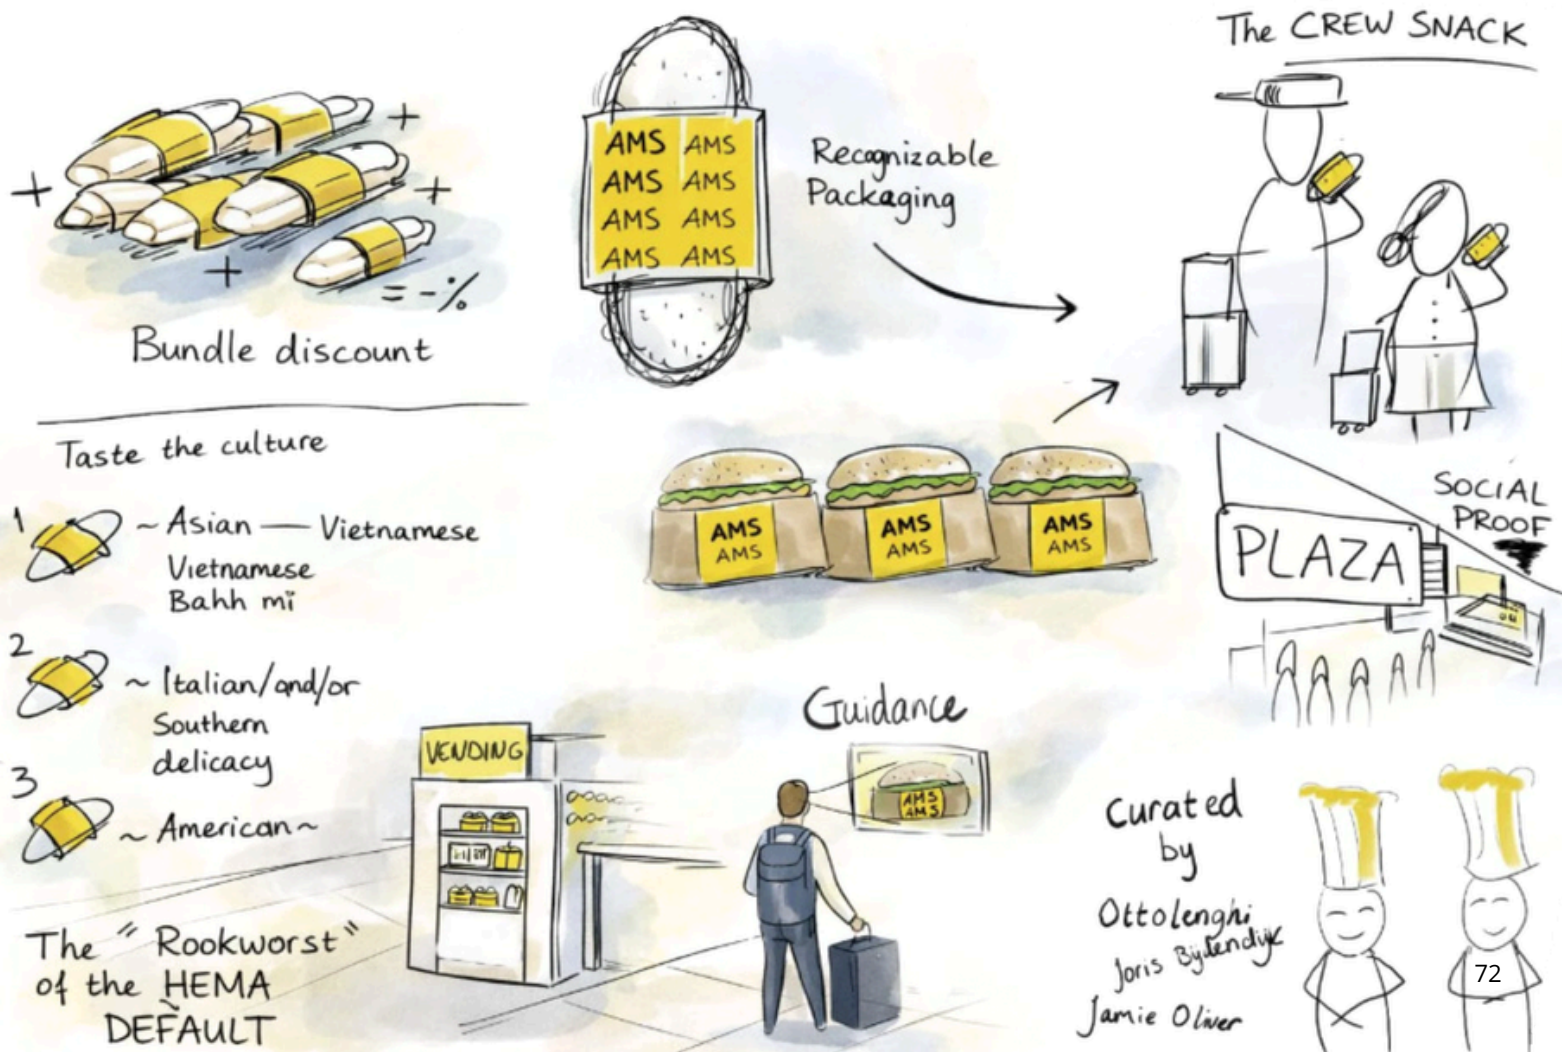 The CREW SNACK
+
+
+
+
= -%
Bundle discount
AMS AMS
AMS AMS
AMS AMS
AMS AMS
Recognizable
Packaging
Taste the culture
1
~ Asian — Vietnamese
Vietnamese
Bahh mï
2
~ Italian/and/or
Southern
delicacy
3
~ American ~
The "Rookworst"
of the HEMA
DEFAULT
AMS
AMS
AMS
AMS
AMS
AMS
SOCIAL
PROOF
PLAZA
VENDING
Guidance
AMS
AMS
Curated
by
Ottolenghi
Joris Bijdendijk
Jamie Oliver
72